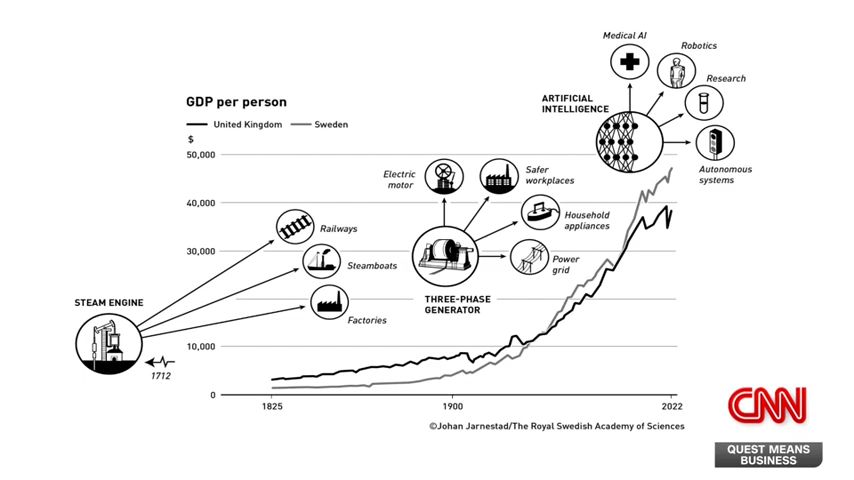 Medical AI
Robotics
Research
ARTIFICIAL
INTELLIGENCE
Autonomous
systems
GDP per person
United Kingdom
Sweden
$
50,000
40,000
30,000
10,000
0
Electric
motor
Safer
workplaces
Household
appliances
Power
grid
THREE-PHASE
GENERATOR
Railways
Steamboats
Factories
STEAM ENGINE
1712
1825
1900
2022
©Johan Jarnestad/The Royal Swedish Academy of Sciences
CNN
QUEST MEANS
BUSINESS